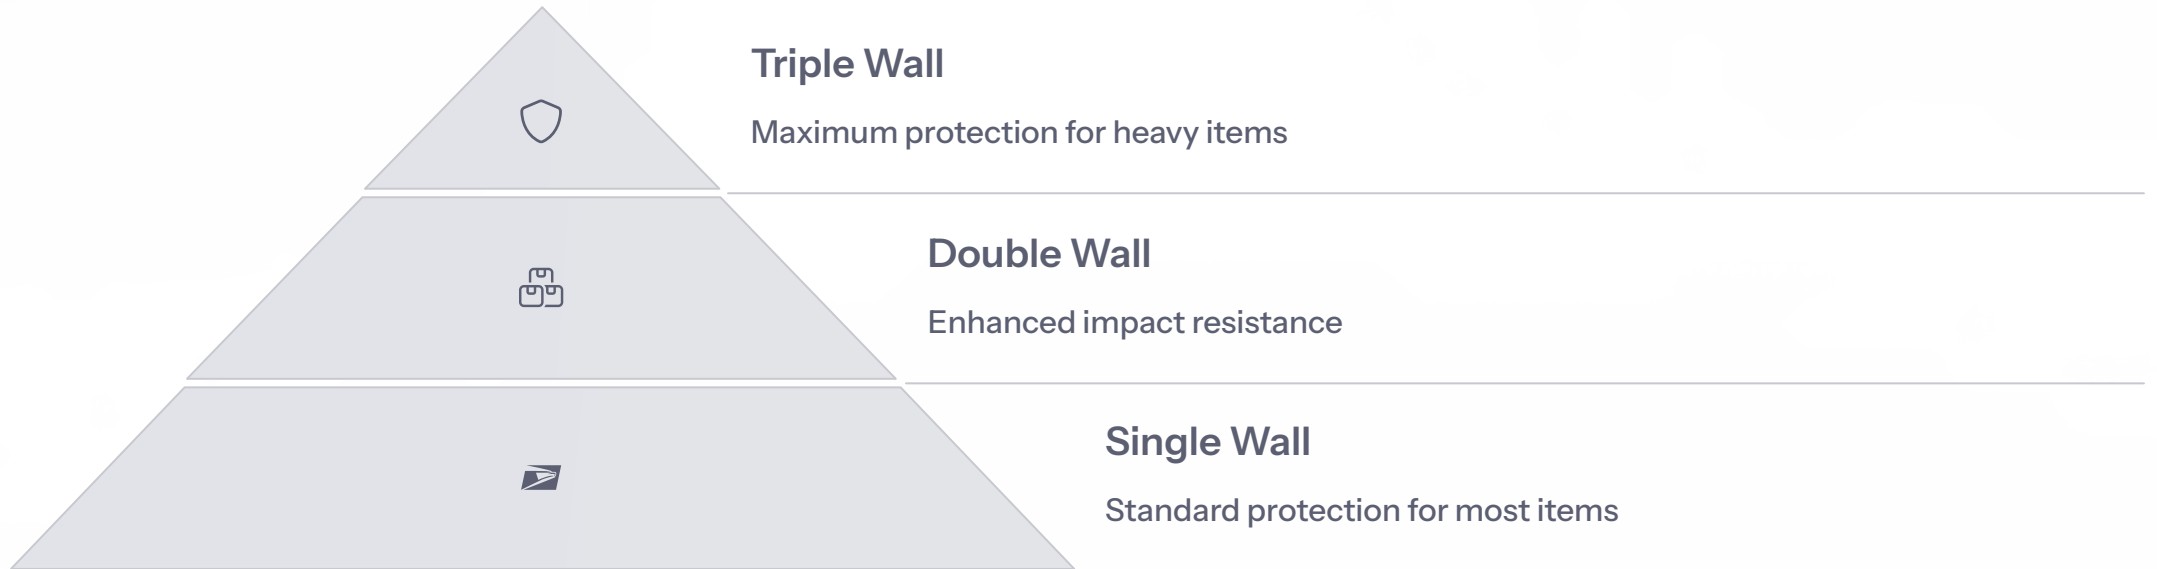 Triple Wall
Maximum protection for heavy items
Double Wall
Enhanced impact resistance
Single Wall
Standard protection for most items